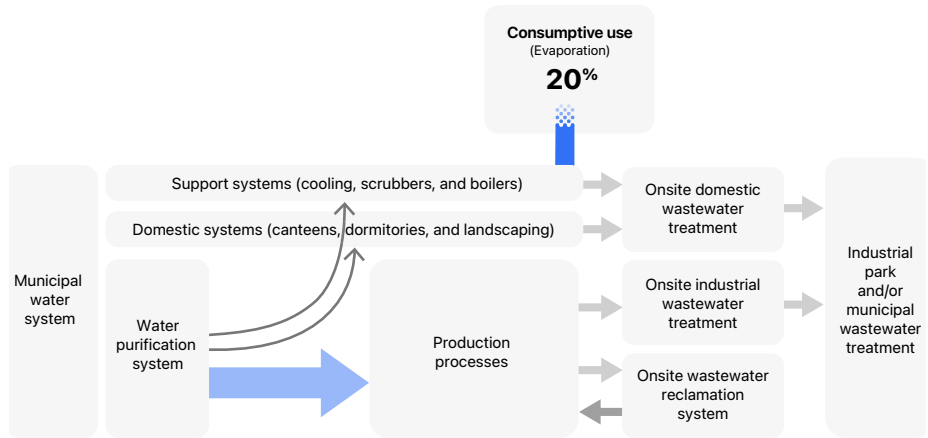 Consumptive use
(Evaporation)
20%
Support systems (cooling, scrubbers, and boilers)
Domestic systems (canteens, dormitories, and landscaping)
Municipal
water
system
Water
purification
system
Production
processes
Onsite domestic
wastewater
treatment
Onsite industrial
wastewater
treatment
Onsite wastewater
reclamation
system
Industrial
park
and/or
municipal
wastewater
treatment